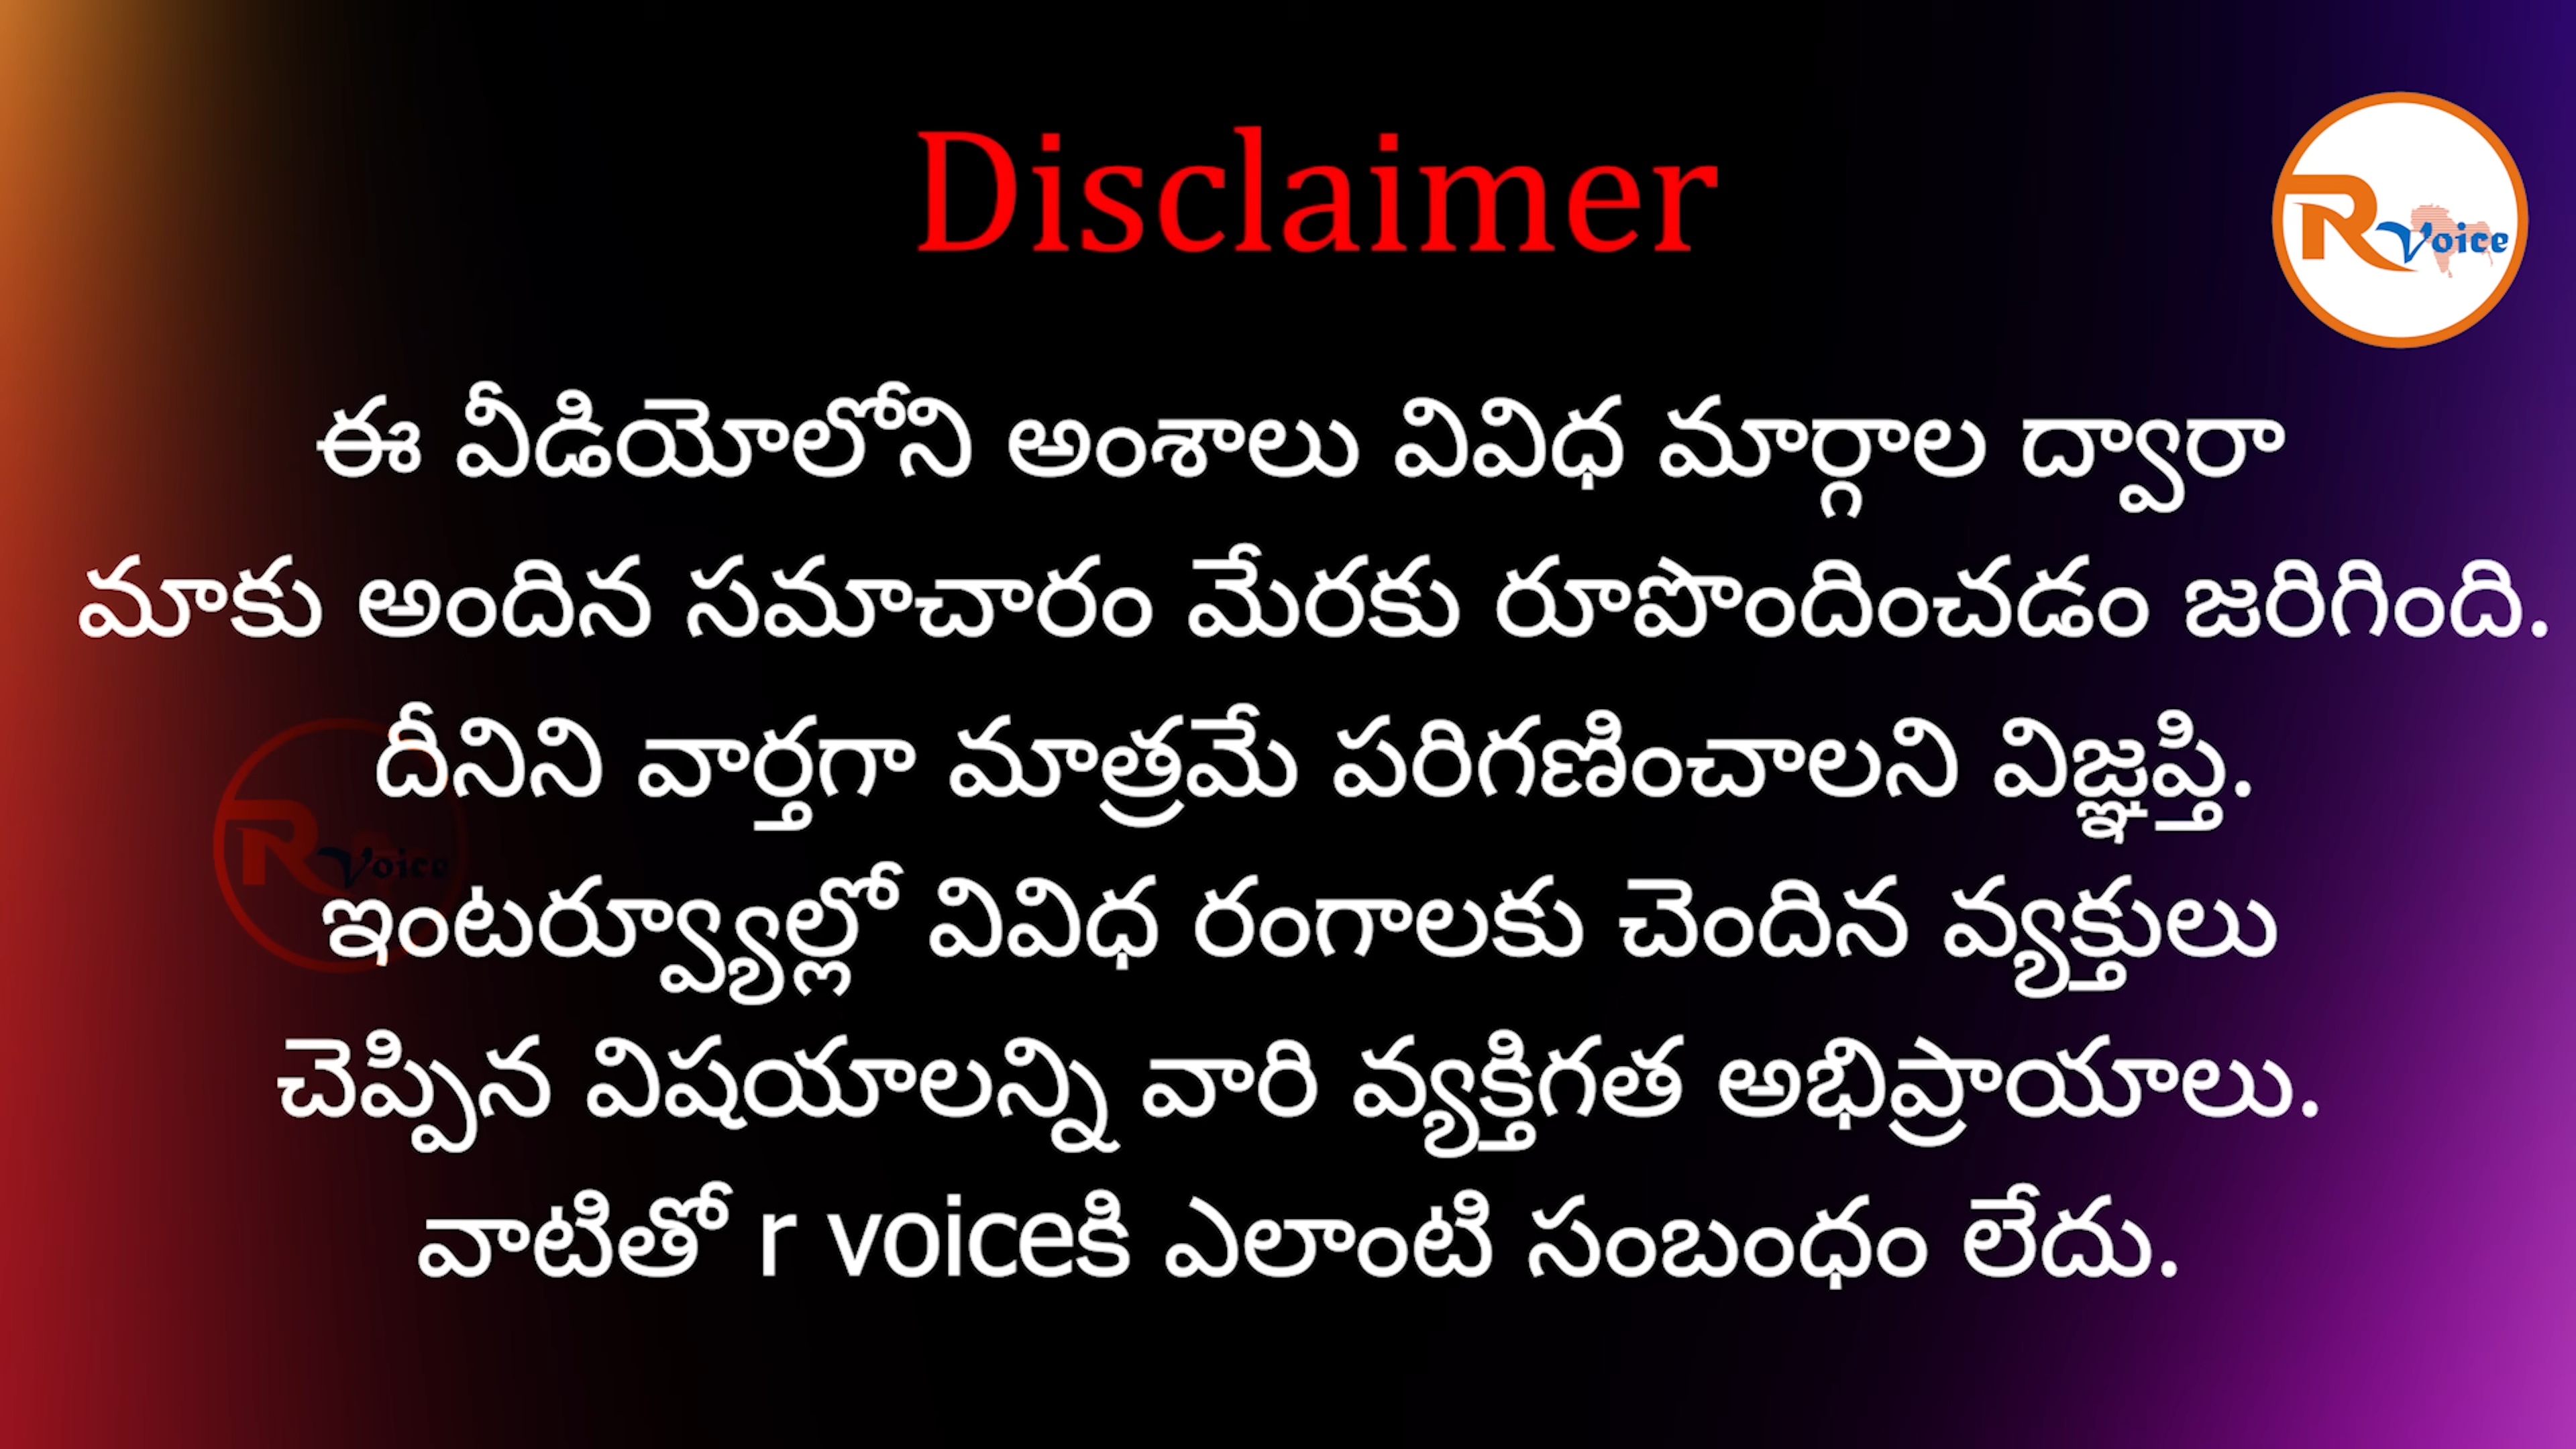 Disclaimer
R Voice
ఈ వీడియోలోని అంశాలు వివిధ మార్గాల ద్వారా
మాకు అందిన సమాచారం మేరకు రూపొందించడం జరిగింది.
దీనిని వార్తగా మాత్రమే పరిగణించాలని విజ్ఞప్తి.
R Voice
ఇంటర్వ్యూల్లో వివిధ రంగాలకు చెందిన వ్యక్తులు
చెప్పిన విషయాలన్ని వారి వ్యక్తిగత అభిప్రాయాలు.
వాటితో r voiceకి ఎలాంటి సంబంధం లేదు.